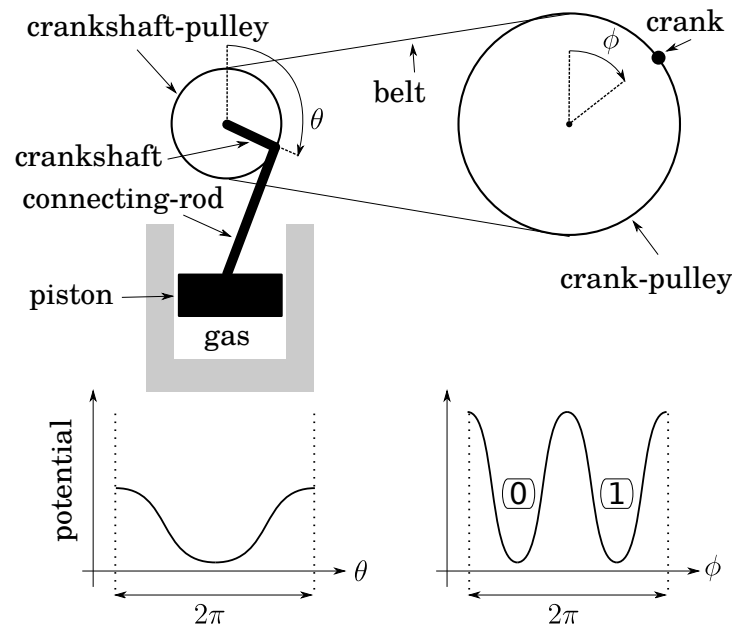 crankshaft-pulley
crank
ϕ
belt
θ
crankshaft
connecting-rod
crank-pulley
piston
gas
potential
0
1
θ
ϕ
2π
2π